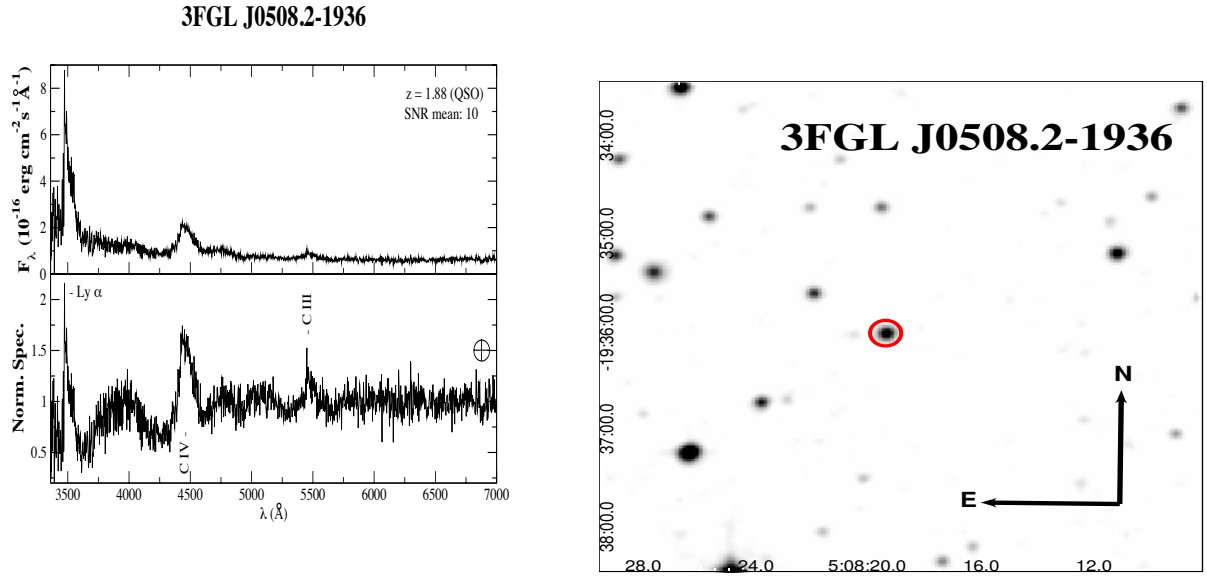 3FGL J0508.2-1936
F_λ (10^-16 erg cm^-2 s^-1 Å^-1)
8
6
4
2
0
z = 1.88 (QSO)
SNR mean: 10
Norm. Spec.
2
1.5
1
0.5
- Ly α
C IV -
- C III
3500 4000 4500 5000 5500 6000 6500 7000
λ (Å)
3FGL J0508.2-1936
34:00.0
35:00.0
-19:36:00.0
37:00.0
38:00.0
N
E
28.0 24.0 5:08:20.0 16.0 12.0